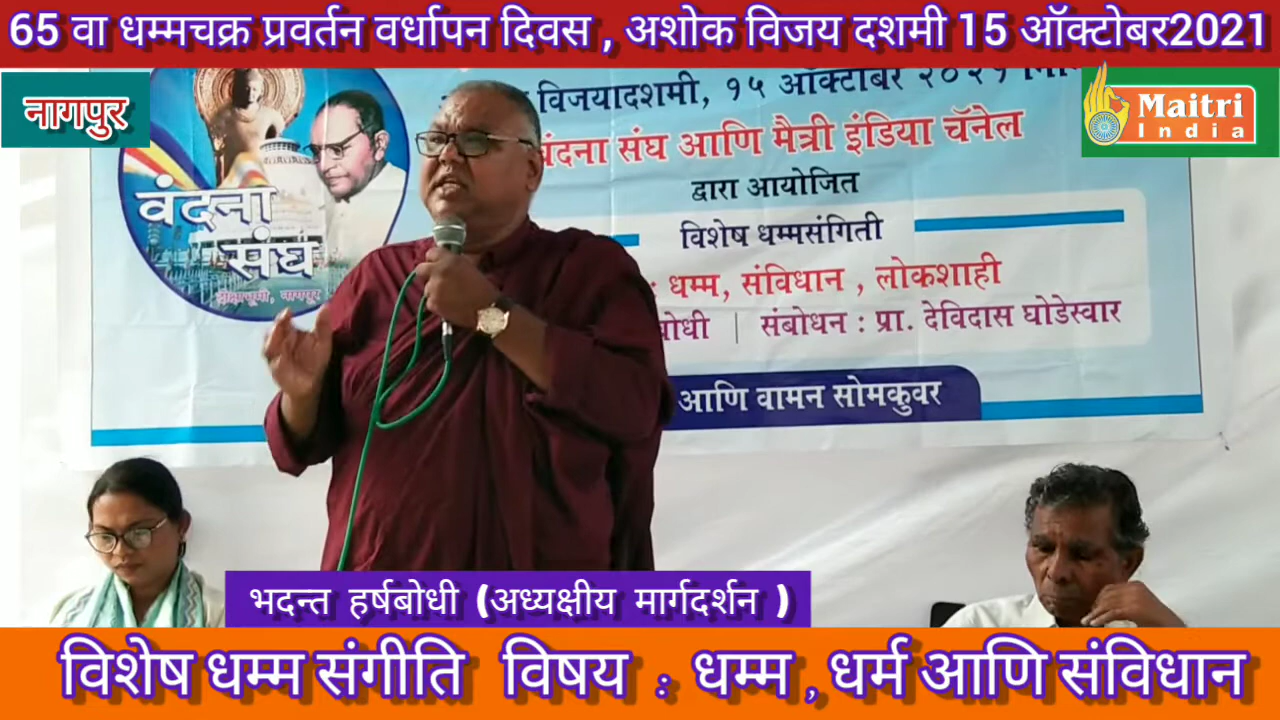 65 वा धम्मचक्र प्रवर्तन वर्धापन दिवस , अशोक विजय दशमी 15 ऑक्टोबर2021
नागपुर
Maitri
India
विजयादशमी, १५ ऑक्टोबर २०२१
वंदना संघ आणि मैत्री इंडिया चॅनेल
द्वारा आयोजित
विशेष धम्मसंगिती
: धम्म, संविधान , लोकशाही
बोधी | संबोधन : प्रा. देविदास घोडेस्वार
आणि वामन सोमकुवर
वंदना
संघ
दीक्षाभूमी, नागपूर
भदन्त हर्षबोधी (अध्यक्षीय मार्गदर्शन )
विशेष धम्म संगीति विषय : धम्म , धर्म आणि संविधान